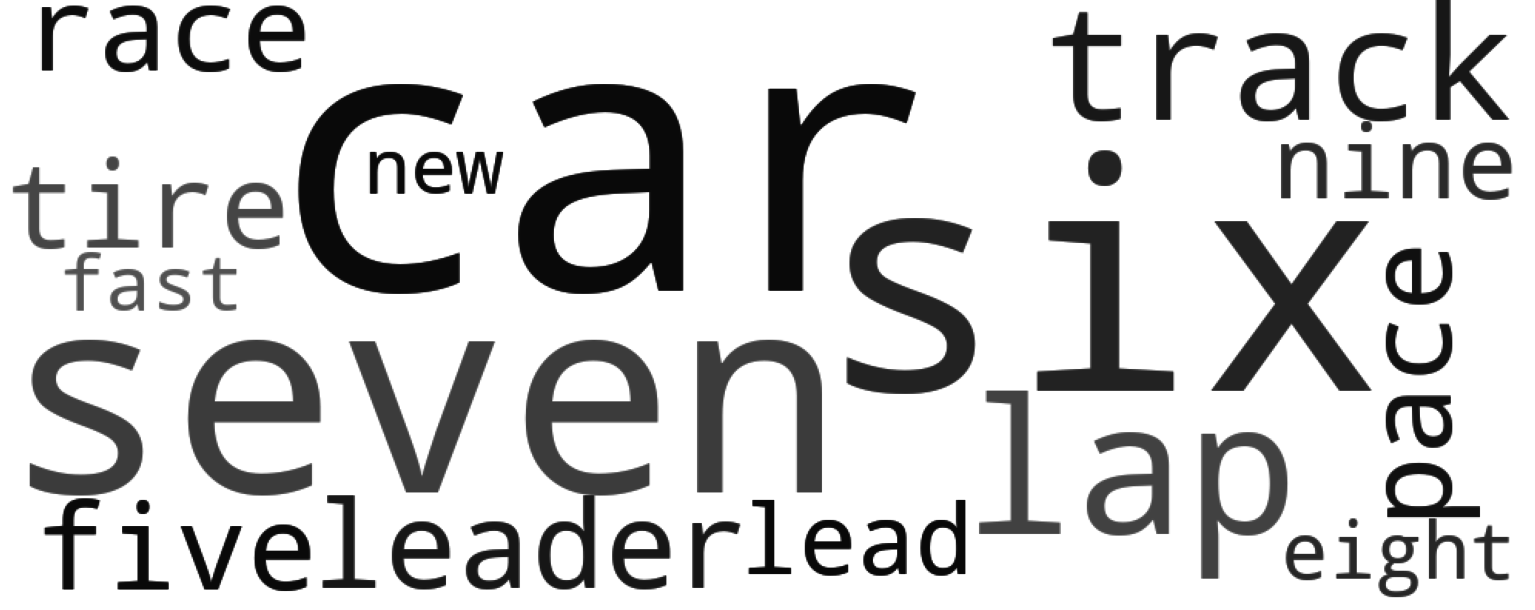 race
track
car
new
nine
tire
six
fast
pace
seven
lap
five
leader
lead
eight